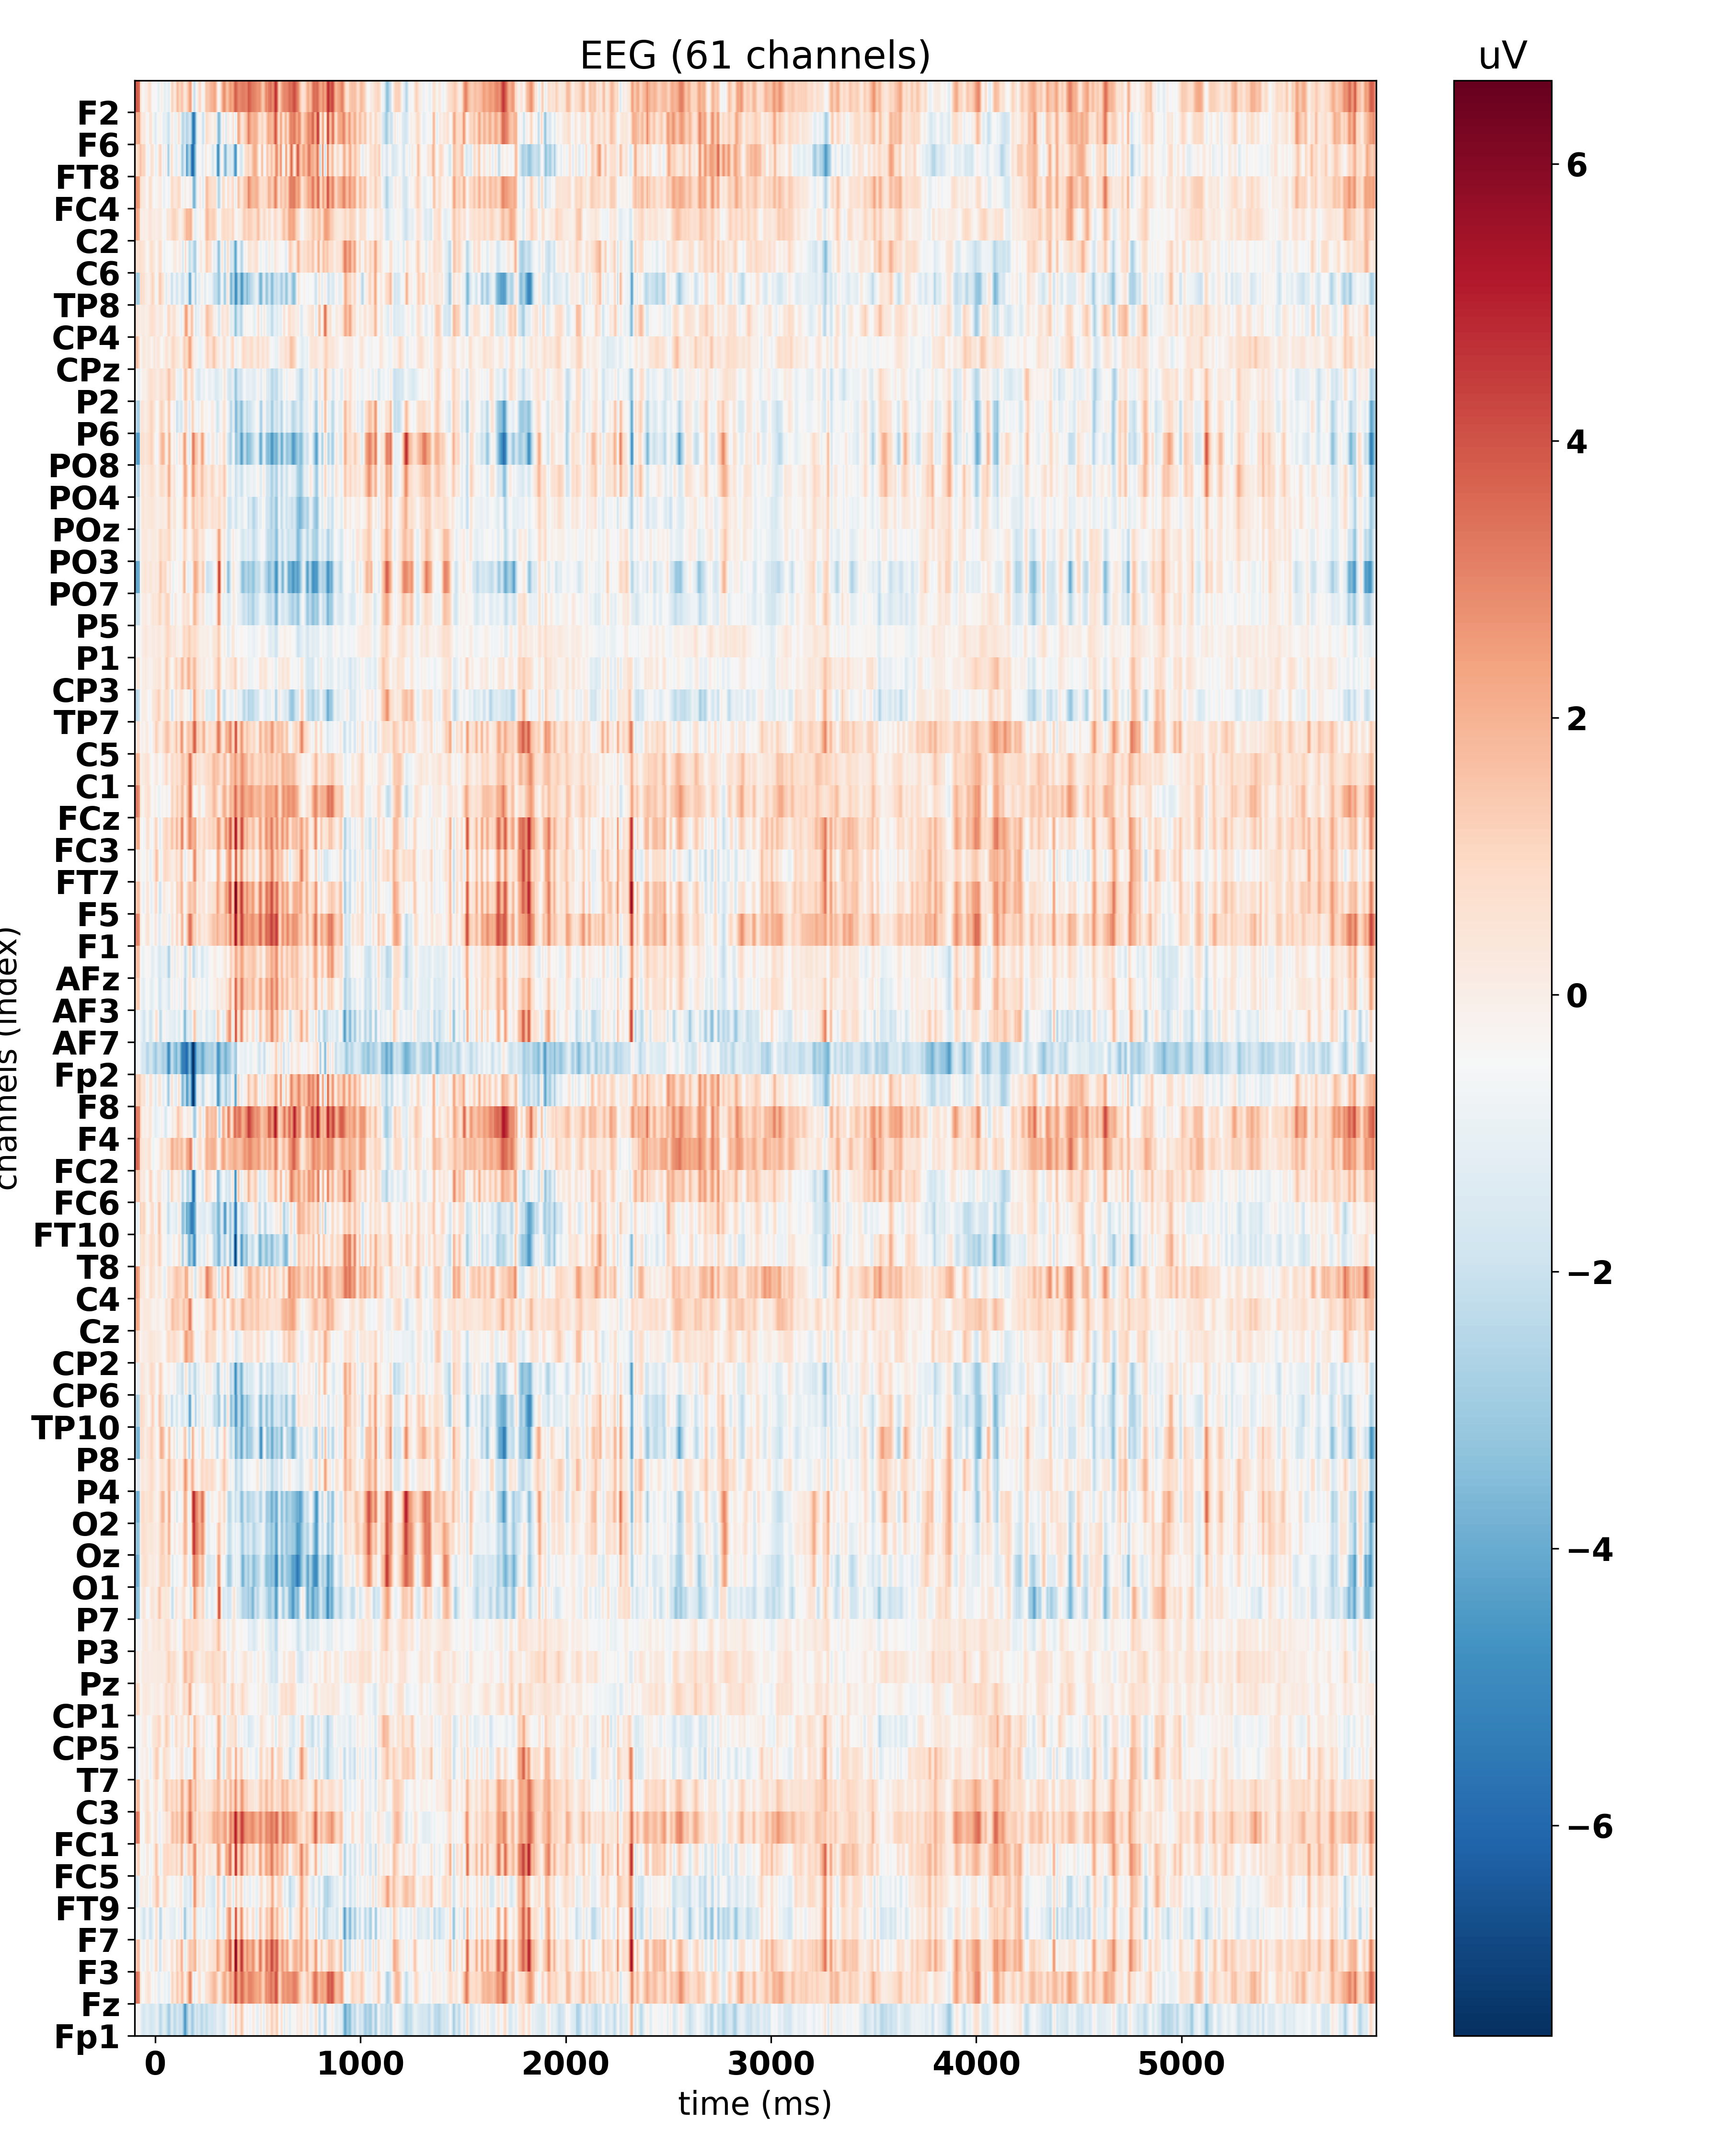 EEG (61 channels)
uV
F2
F6
FT8
FC4
C2
C6
TP8
CP4
CPz
P2
P6
PO8
PO4
POz
PO3
PO7
P5
P1
CP3
TP7
C5
C1
FCz
FC3
FT7
F5
F1
AFz
AF3
AF7
Fp2
F8
F4
FC2
FC6
FT10
T8
C4
Cz
CP2
CP6
TP10
P8
P4
O2
Oz
O1
P7
P3
Pz
CP1
CP5
T7
C3
FC1
FC5
FT9
F7
F3
Fz
Fp1
channels (index)
0 1000 2000 3000 4000 5000
time (ms)
6
4
2
0
−2
−4
−6